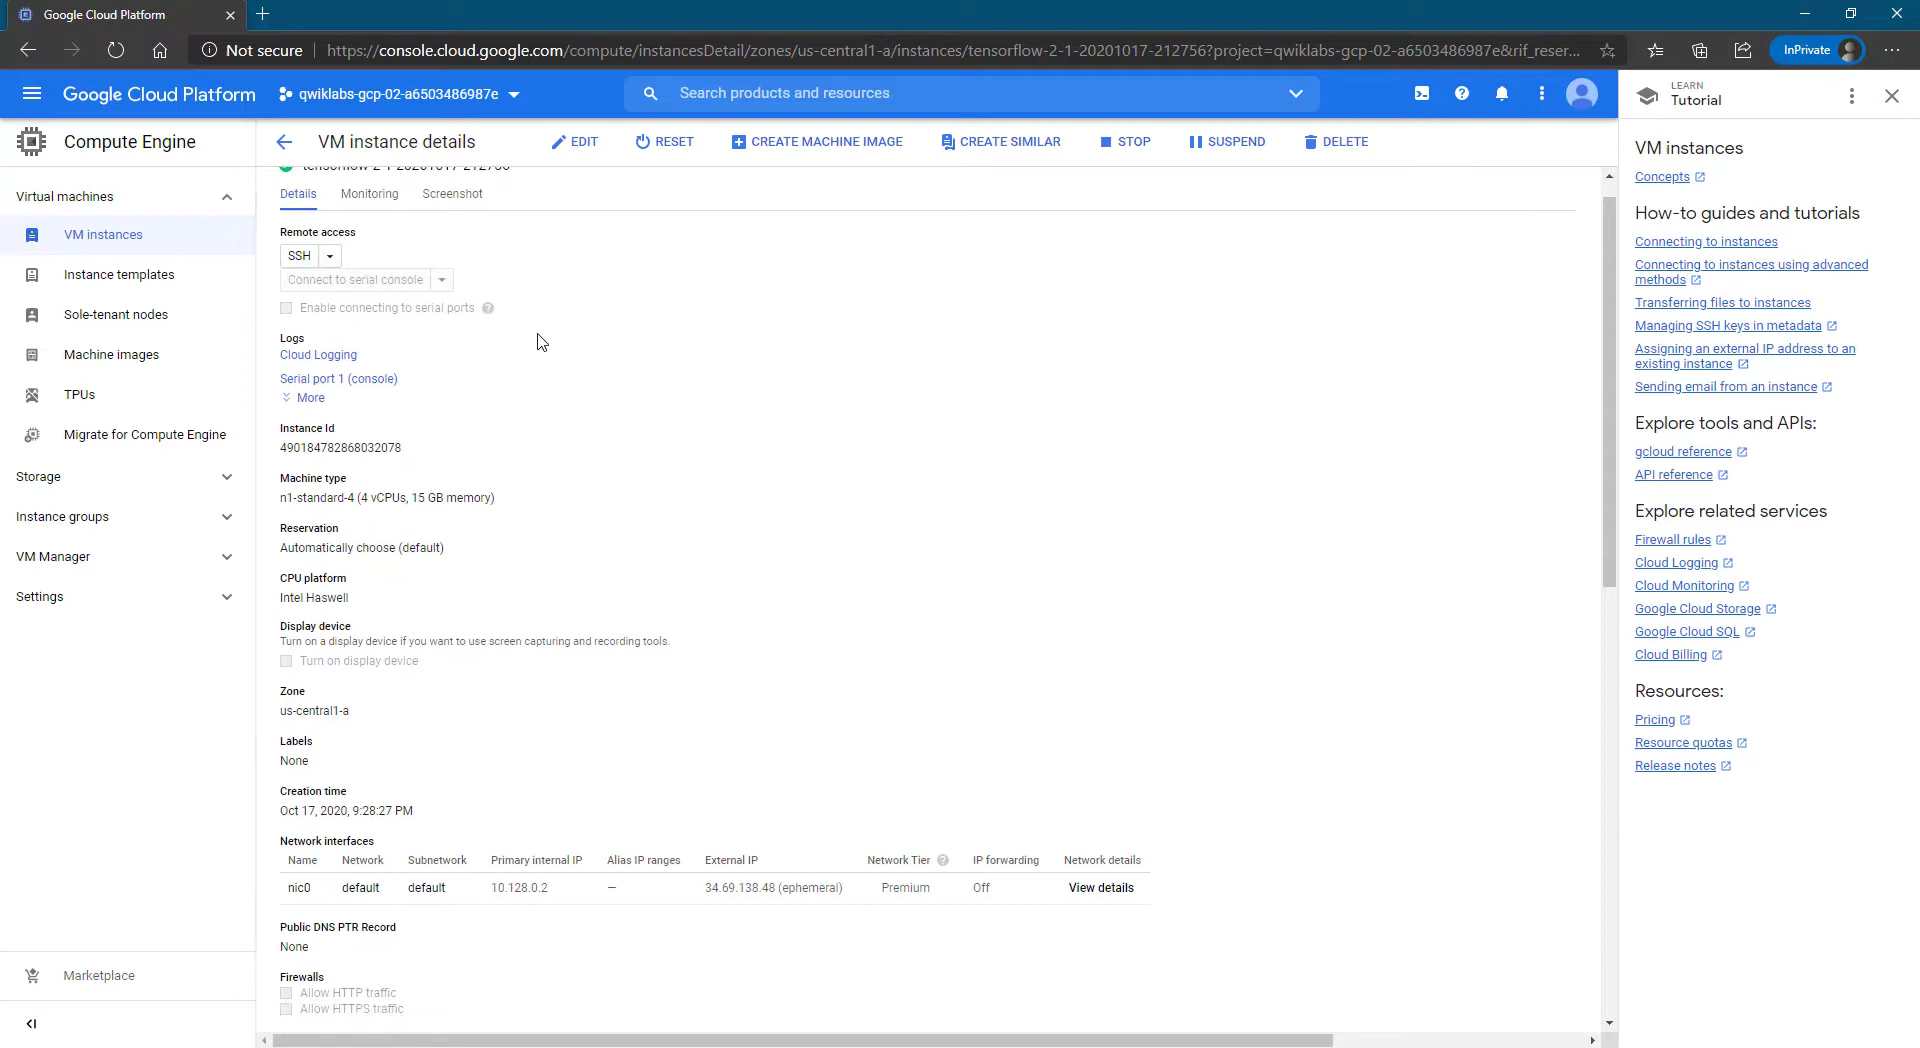 Google Cloud Platform
Not secure
https://console.cloud.google.com/compute/instancesDetail/zones/us-central1-a/instances/tensorflow-2-1-20201017-212756?project=qwiklabs-gcp-02-a6503486987e&rif_reser...
InPrivate
Google Cloud Platform
qwiklabs-gcp-02-a6503486987e
Search products and resources
LEARN
Tutorial
Compute Engine
VM instance details
EDIT
RESET
CREATE MACHINE IMAGE
CREATE SIMILAR
STOP
SUSPEND
DELETE
Virtual machines
VM instances
Instance templates
Sole-tenant nodes
Machine images
TPUs
Migrate for Compute Engine
Storage
Instance groups
VM Manager
Settings
Marketplace
tensorflow-2-1-20201017-212756
Details
Monitoring
Screenshot
Remote access
SSH
Connect to serial console
Enable connecting to serial ports
Logs
Cloud Logging
Serial port 1 (console)
More
Instance Id
490184782868032078
Machine type
n1-standard-4 (4 vCPUs, 15 GB memory)
Reservation
Automatically choose (default)
CPU platform
Intel Haswell
Display device
Turn on a display device if you want to use screen capturing and recording tools.
Turn on display device
Zone
us-central1-a
Labels
None
Creation time
Oct 17, 2020, 9:28:27 PM
Network interfaces
Name Network Subnetwork Primary internal IP Alias IP ranges External IP Network Tier IP forwarding Network details
nic0 default default 10.128.0.2 — 34.69.138.48 (ephemeral) Premium Off View details
Public DNS PTR Record
None
Firewalls
Allow HTTP traffic
Allow HTTPS traffic
VM instances
Concepts
How-to guides and tutorials
Connecting to instances
Connecting to instances using advanced
methods
Transferring files to instances
Managing SSH keys in metadata
Assigning an external IP address to an
existing instance
Sending email from an instance
Explore tools and APIs:
gcloud reference
API reference
Explore related services
Firewall rules
Cloud Logging
Cloud Monitoring
Google Cloud Storage
Google Cloud SQL
Cloud Billing
Resources:
Pricing
Resource quotas
Release notes